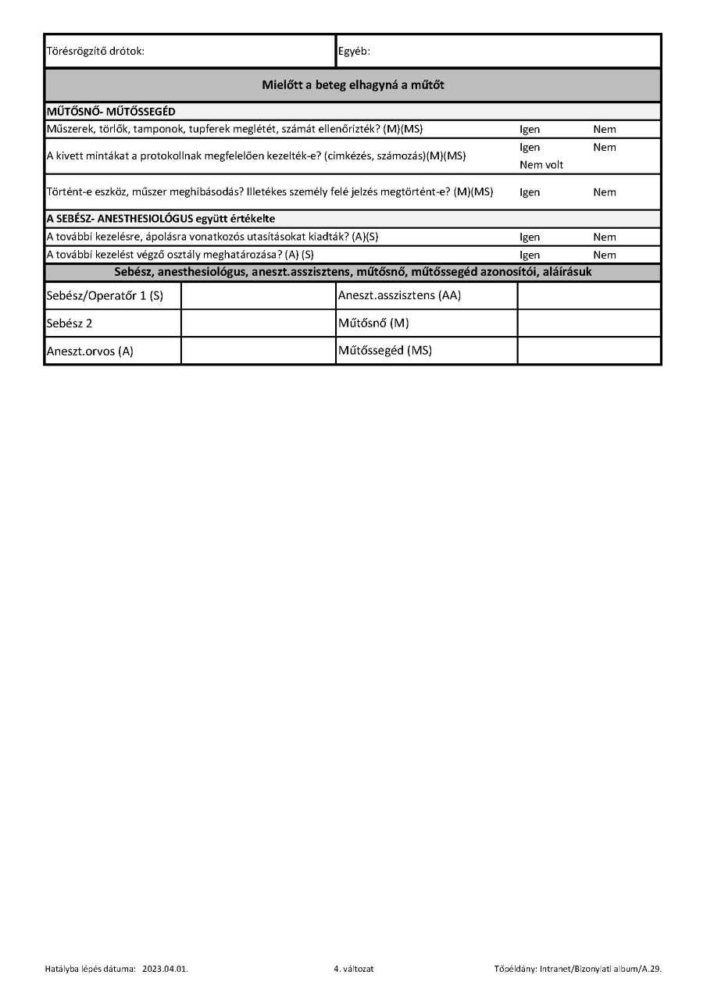 Törésrögzítő drótok: Egyéb:
Mielőtt a beteg elhagyná a műtőt
MŰTŐSNŐ- MŰTŐSSEGÉD
Műszerek, törlők, tamponok, tupferek meglétét, számát ellenőrizték? (M)(MS) Igen Nem
A kivett mintákat a protokollnak megfelelően kezelték-e? (címkézés, számozás)(M)(MS) Igen Nem
Nem volt
Történt-e eszköz, műszer meghibásodás? Illetékes személy felé jelzés megtörtént-e? (M)(MS) Igen Nem
A SEBÉSZ- ANESTHESIOLÓGUS együtt értékelte
A további kezelésre, ápolásra vonatkozós utasításokat kiadták? (A)(S) Igen Nem
A további kezelést végző osztály meghatározása? (A) (S) Igen Nem
Sebész, anesthesiológus, aneszt.asszisztens, műtősnő, műtőssegéd azonosítói, aláírásuk
Sebész/Operatőr 1 (S) Aneszt.asszisztens (AA)
Sebész 2 Műtősnő (M)
Aneszt.orvos (A) Műtőssegéd (MS)
Hatályba lépés dátuma: 2023.04.01. 4. változat Tőpéldány: Intranet/Bizonylati album/A.29.